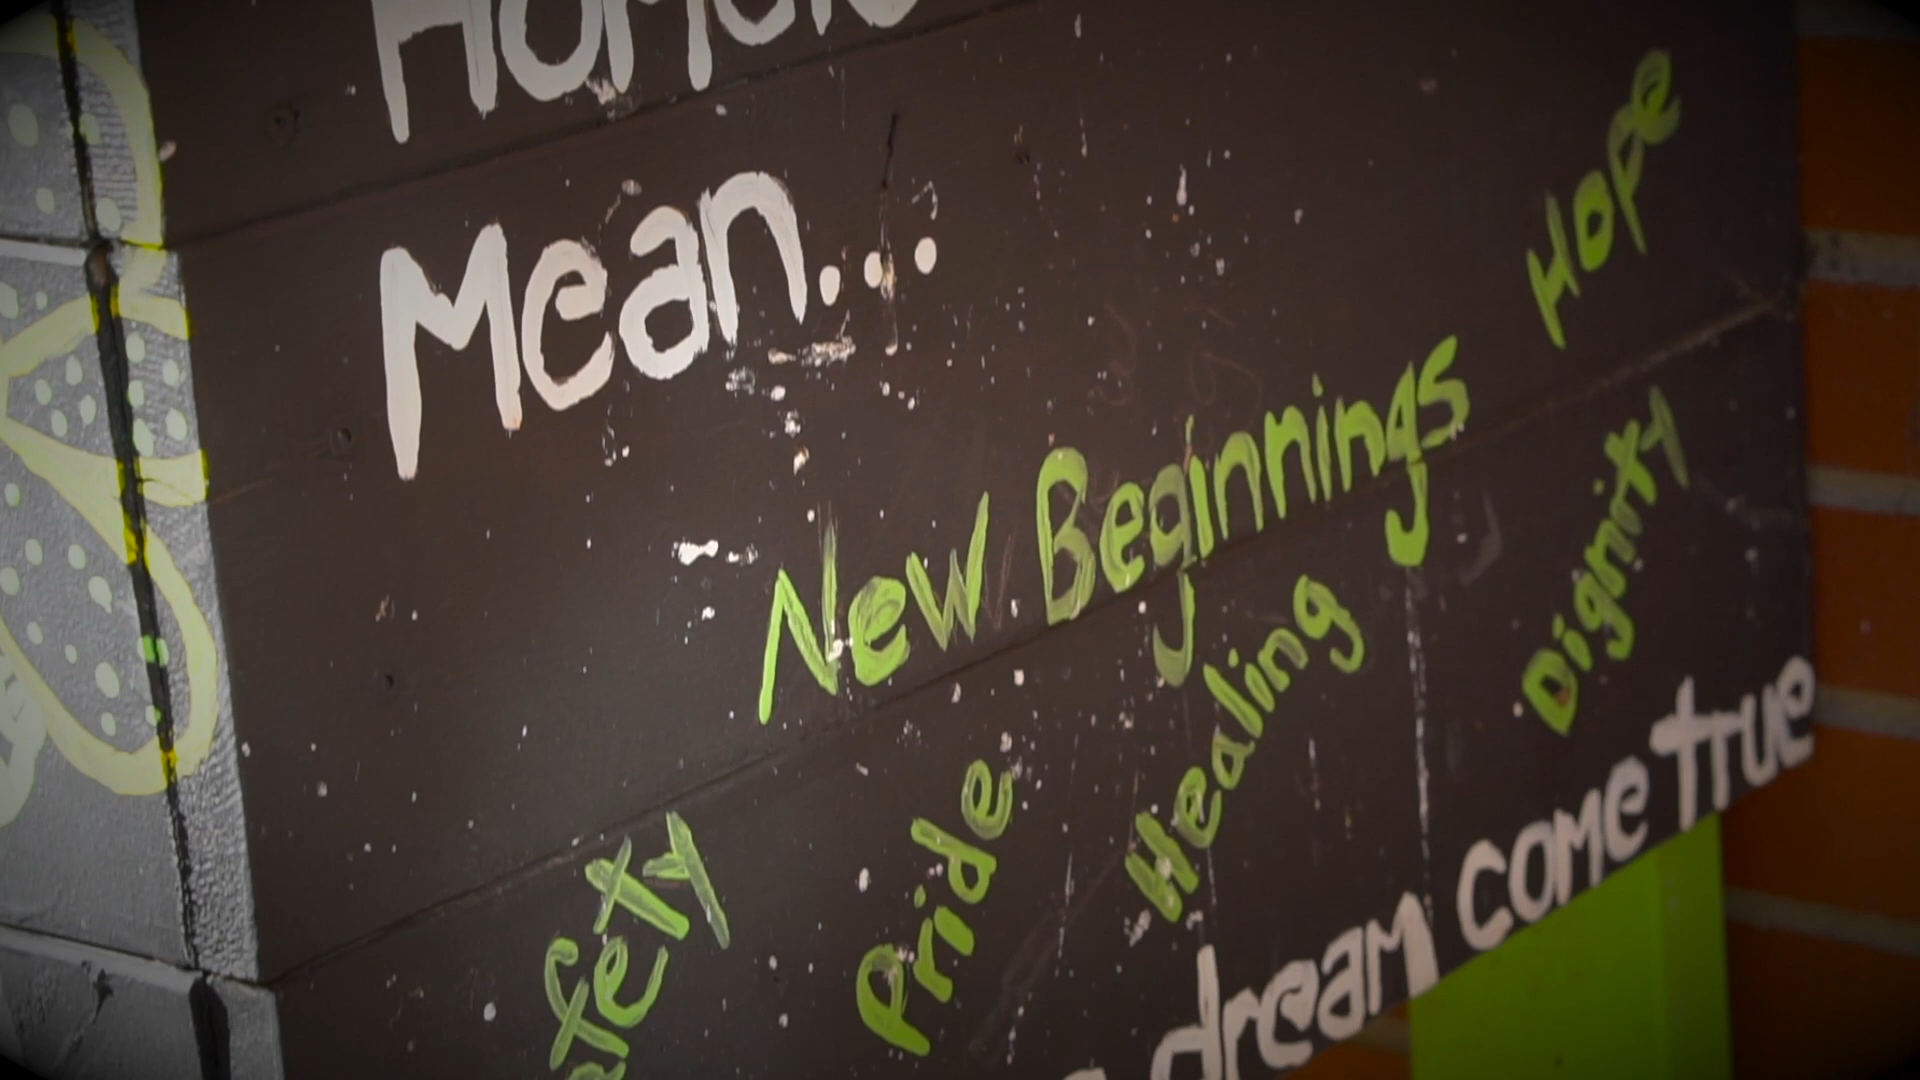 Mean...
Hope
New Beginnings
Dignity
Healing
Pride
dream come true